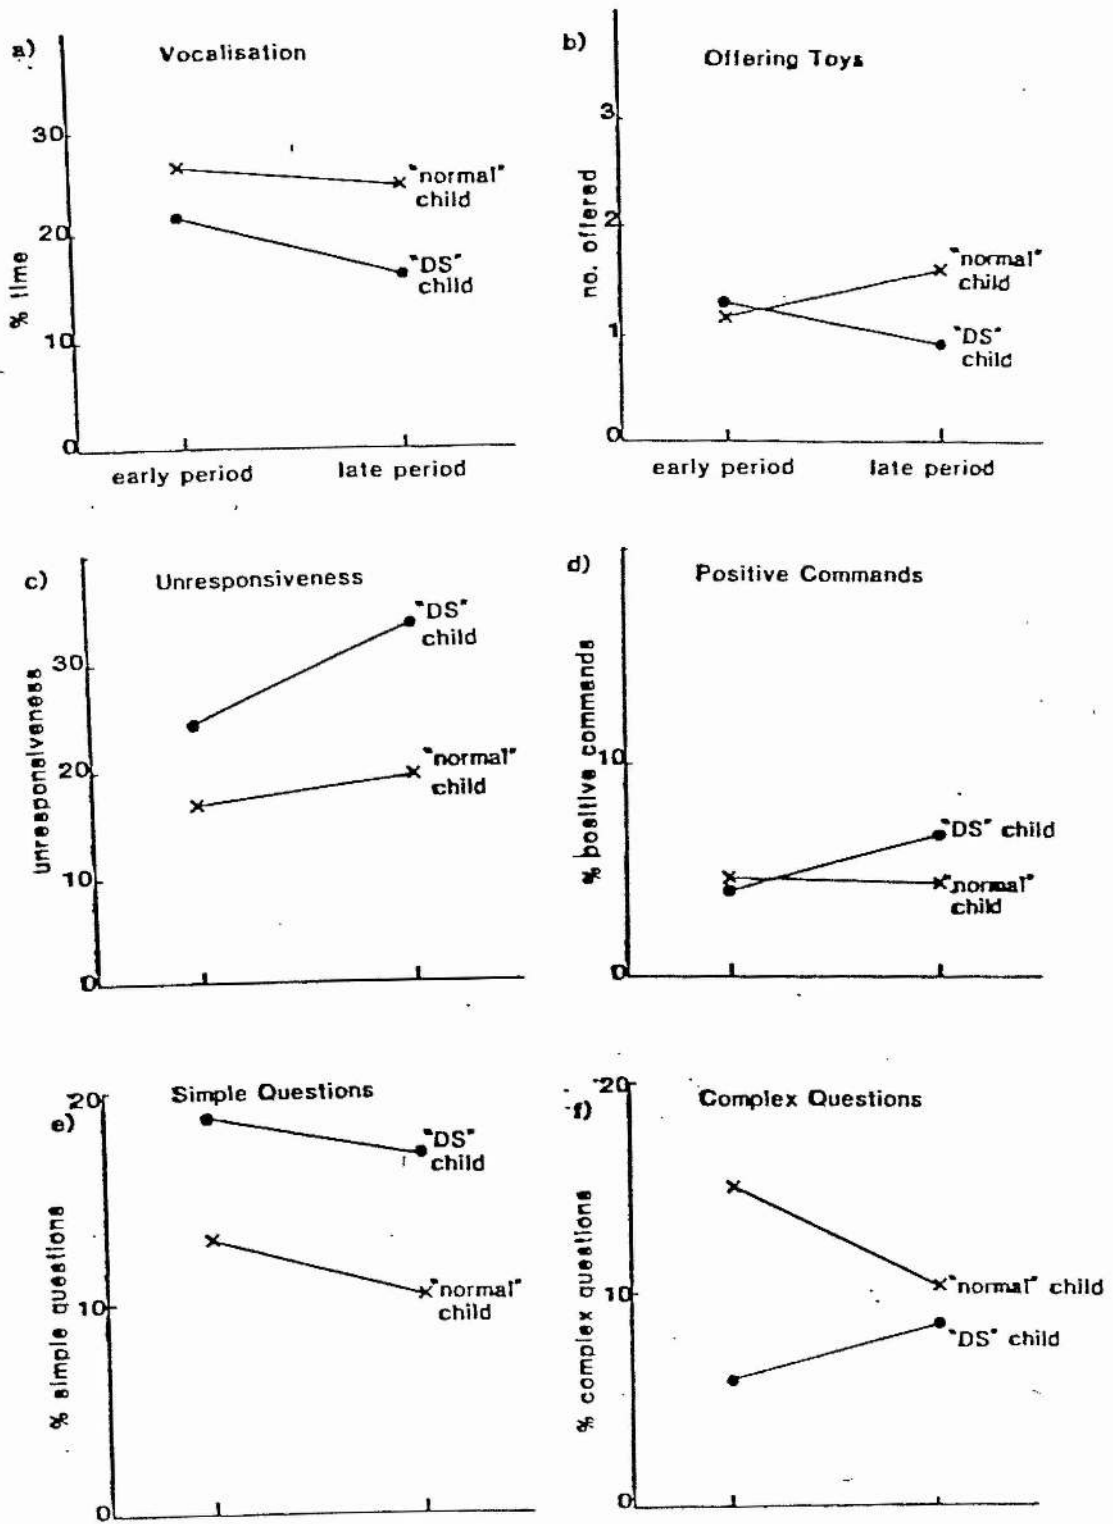 a)
Vocalisation
30
20
10
0
% time
"normal"
child
"DS"
child
early period
late period
b)
Offering Toys
3
2
1
0
no. offered
"normal"
child
"DS"
child
early period
late period
c)
Unresponsiveness
30
20
10
0
unresponsiveness
"DS"
child
"normal"
child
d)
Positive Commands
10
0
% positive commands
"DS" child
"normal"
child
e)
Simple Questions
20
10
0
% simple questions
"DS"
child
"normal"
child
f)
Complex Questions
20
10
0
% complex questions
"normal" child
"DS" child